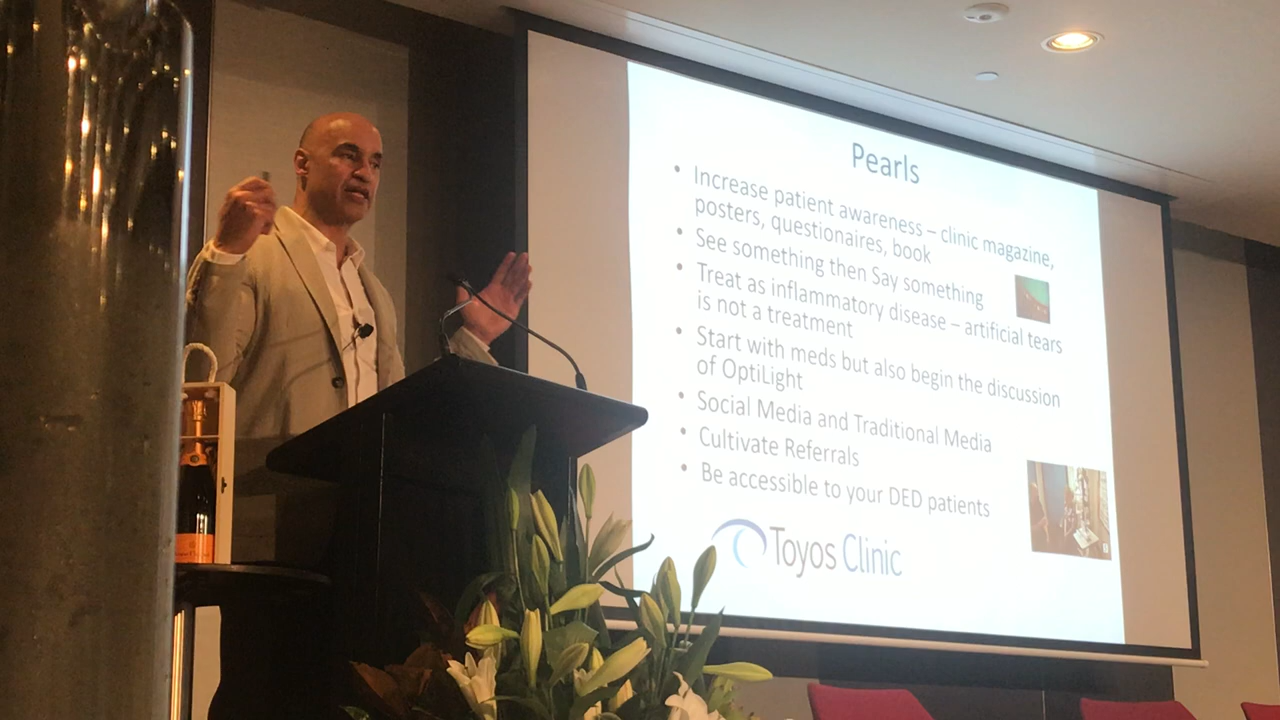 Pearls
• Increase patient awareness – clinic magazine,
posters, questionaires, book
• See something then Say something
• Treat as inflammatory disease – artificial tears
is not a treatment
• Start with meds but also begin the discussion
of OptiLight
• Social Media and Traditional Media
• Cultivate Referrals
• Be accessible to your DED patients
Toyos Clinic